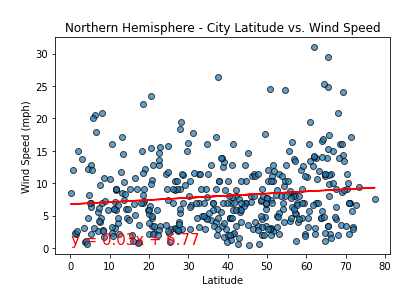 Northern Hemisphere - City Latitude vs. Wind Speed
Wind Speed (mph)
30
25
20
15
10
5
0
y = 0.03x + 6.77
0 10 20 30 40 50 60 70 80
Latitude